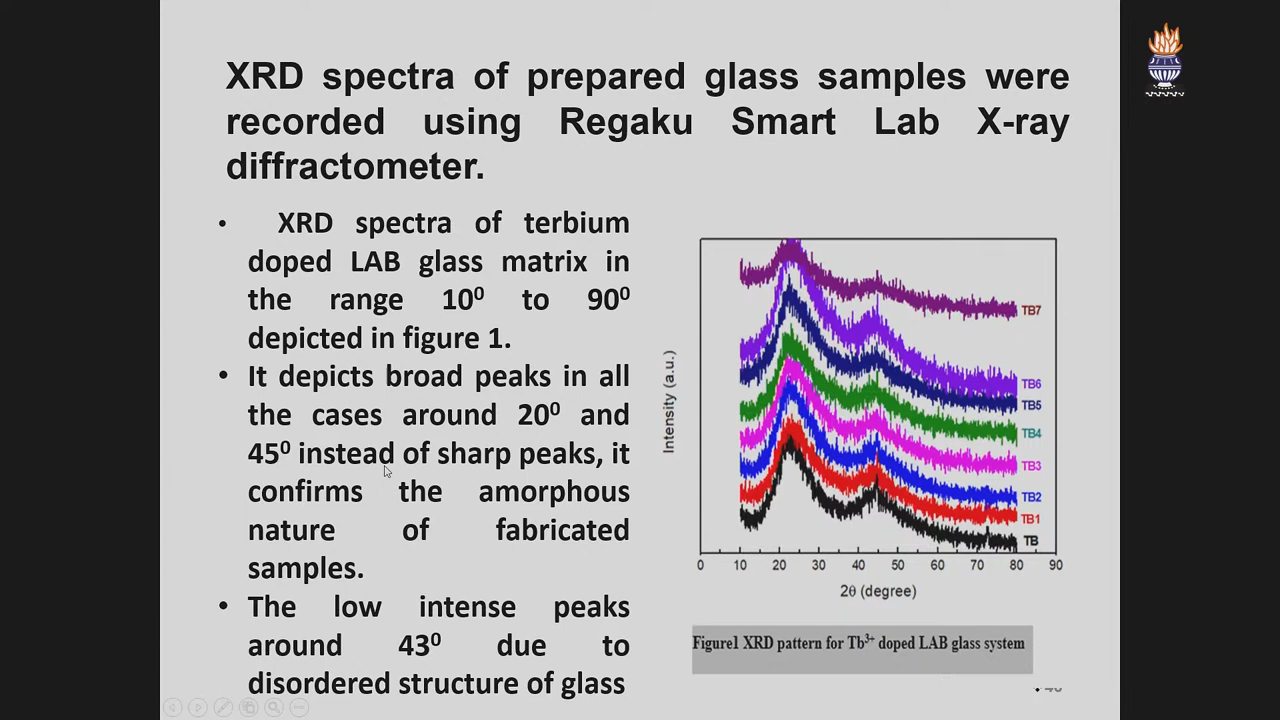 XRD spectra of prepared glass samples were
recorded using Regaku Smart Lab X-ray
diffractometer.
• XRD spectra of terbium
doped LAB glass matrix in
the range 10⁰ to 90⁰
depicted in figure 1.
• It depicts broad peaks in all
the cases around 20⁰ and
45⁰ instead of sharp peaks, it
confirms the amorphous
nature of fabricated
samples.
• The low intense peaks
around 43⁰ due to
disordered structure of glass
Intensity (a.u.)
TB7
TB6
TB5
TB4
TB3
TB2
TB1
TB
0 10 20 30 40 50 60 70 80 90
2θ (degree)
Figure1 XRD pattern for Tb³⁺ doped LAB glass system